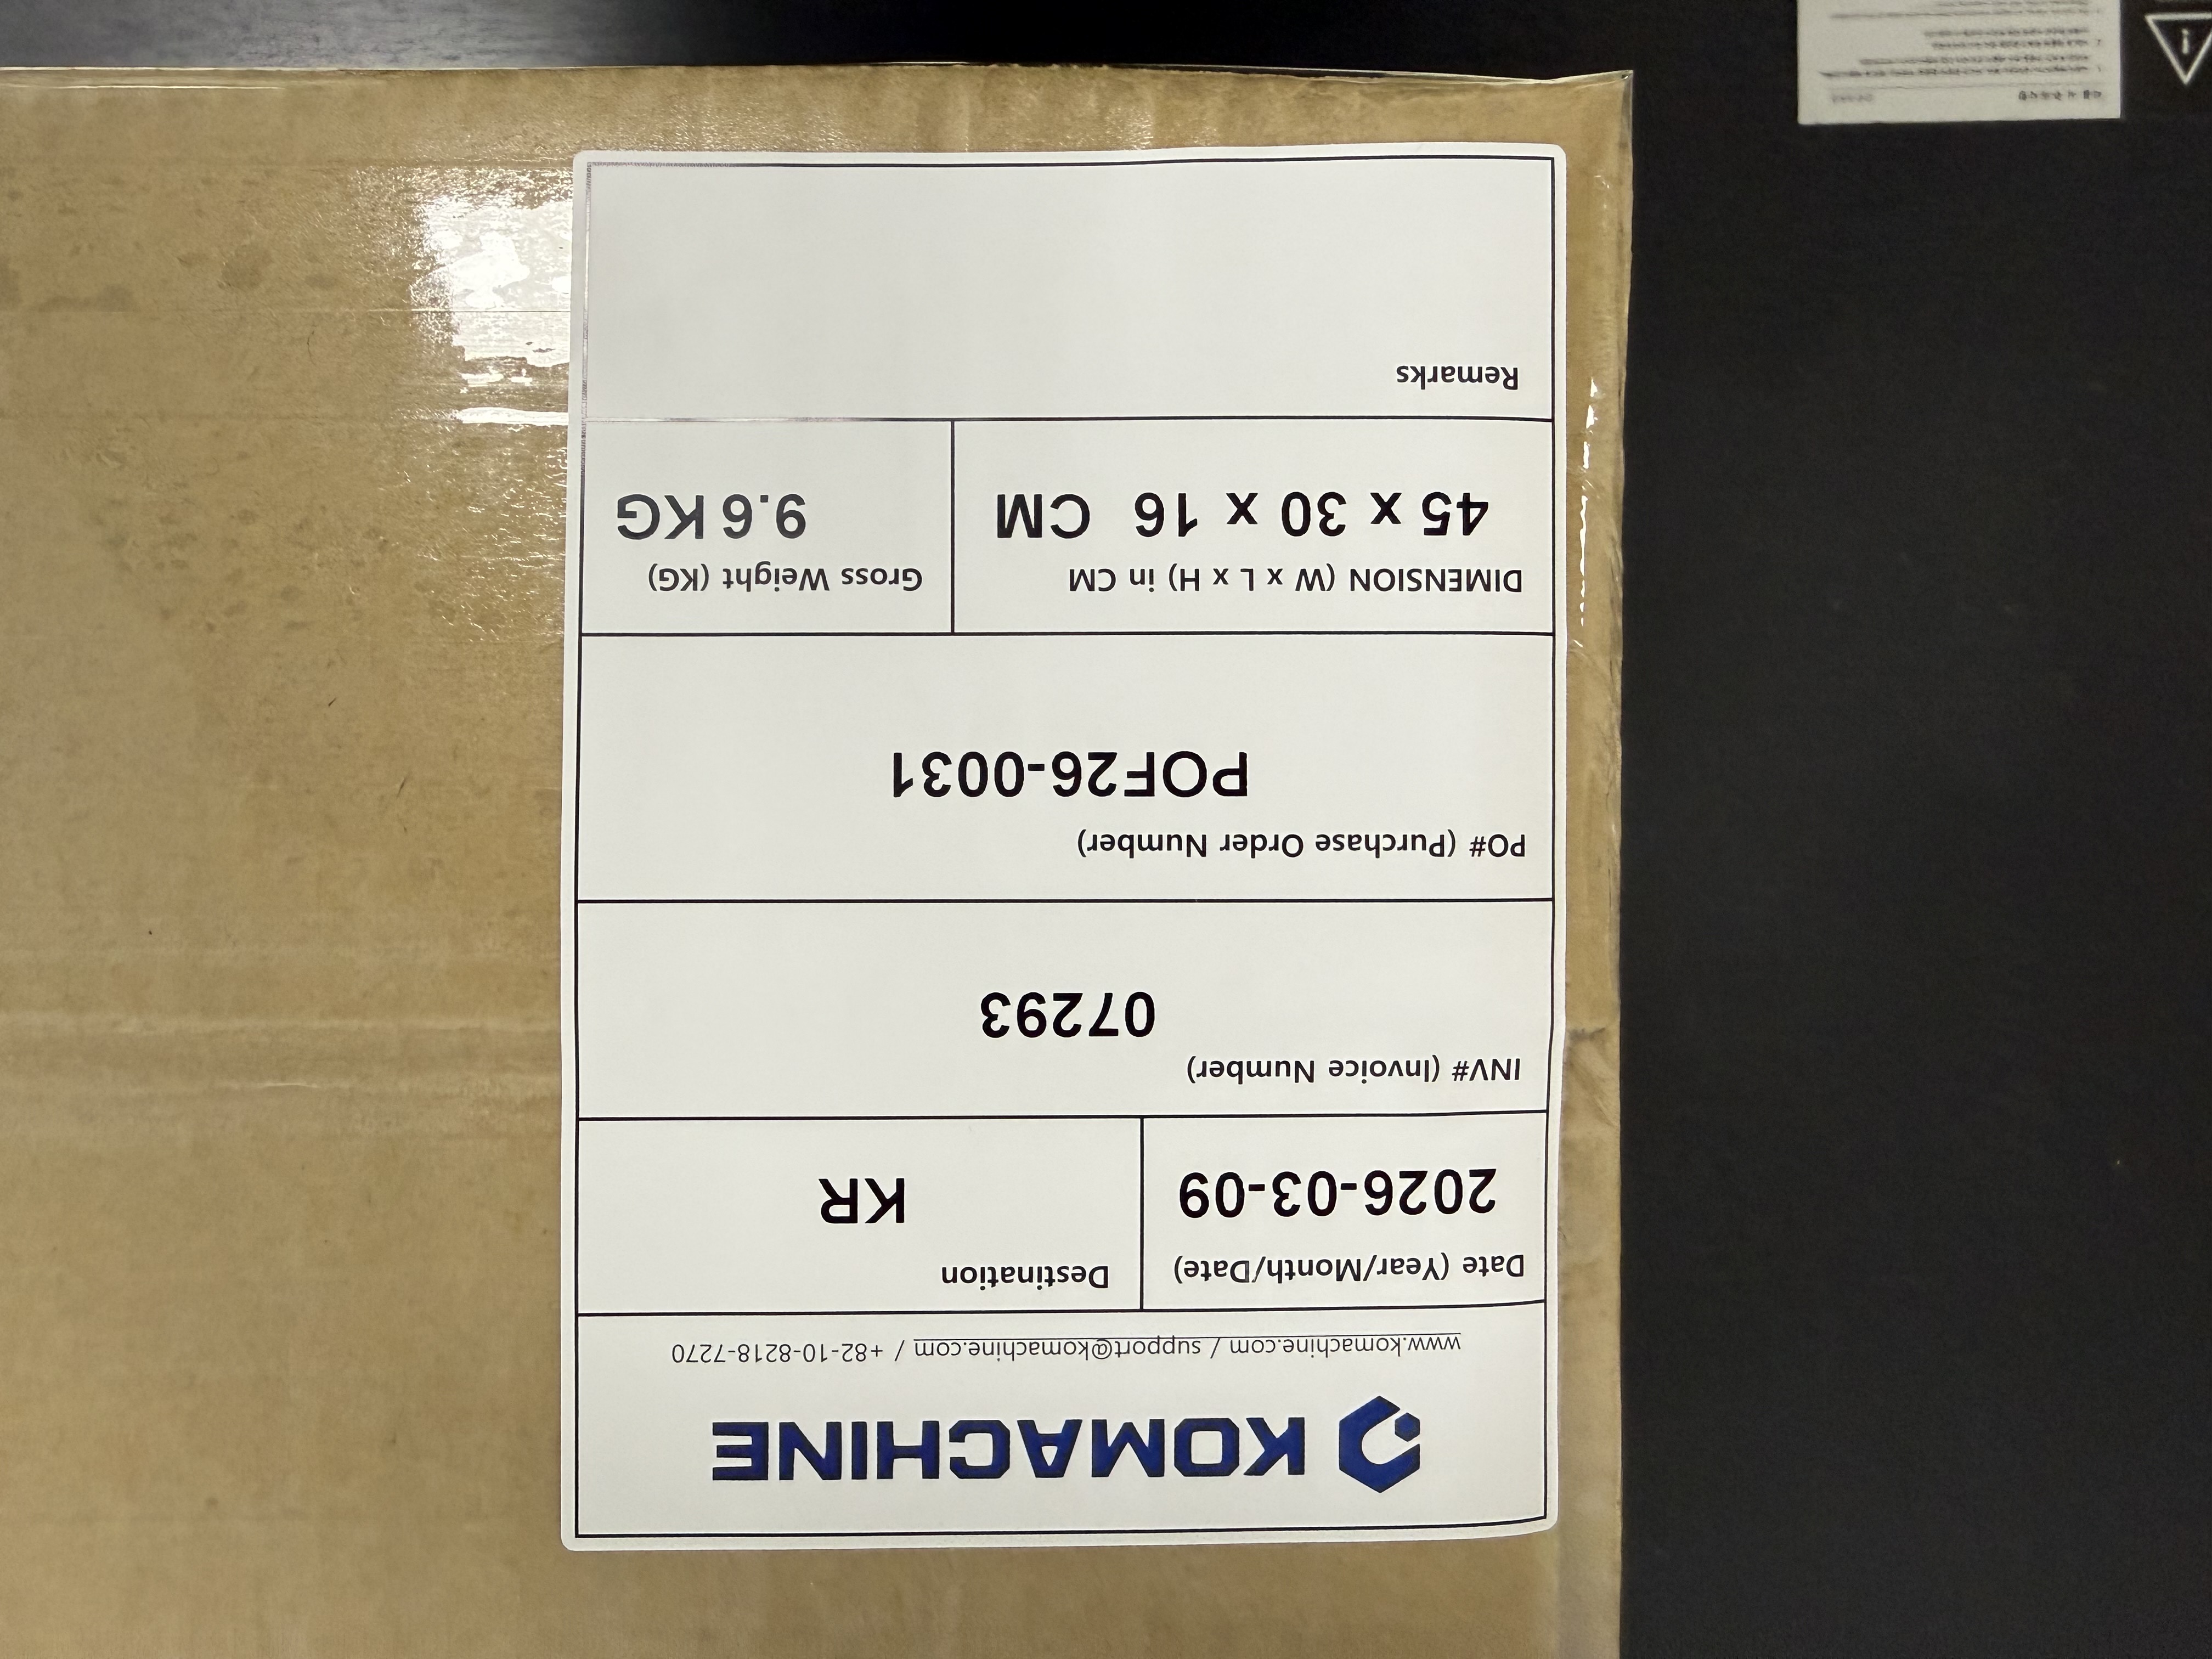 KOMACHINE
www.komachine.com / support@komachine.com / +82-10-8218-7270
Date (Year/Month/Date)
2026-03-09
Destination
KR
INV# (Invoice Number)
07293
PO# (Purchase Order Number)
POF26-0031
DIMENSION (W x L x H) in CM
45 x 30 x 16 CM
Gross Weight (KG)
9.6 KG
Remarks